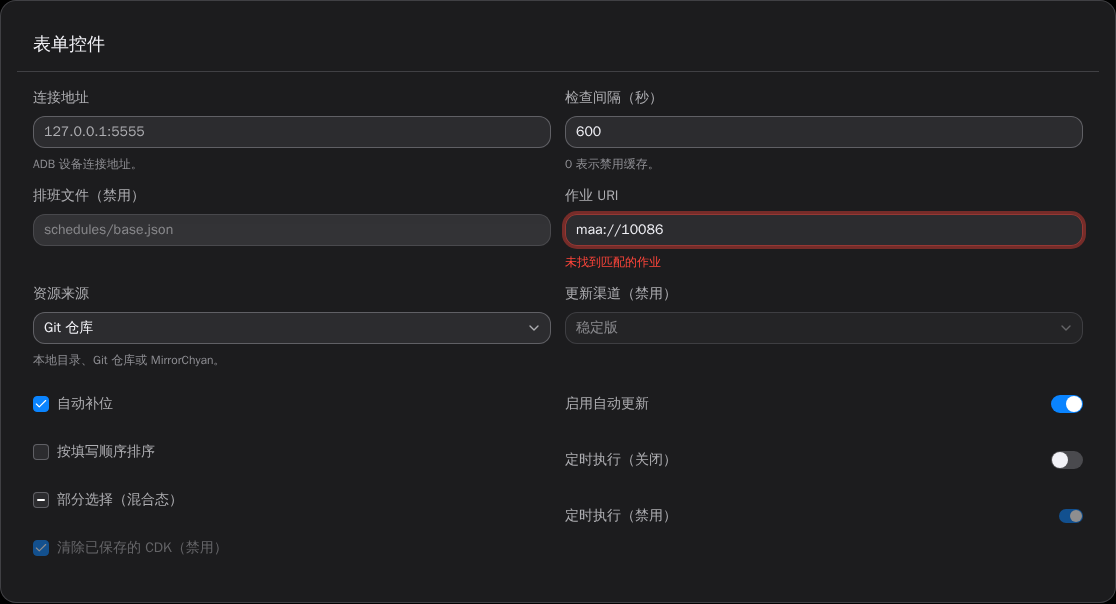 表单控件
连接地址
检查间隔（秒）
127.0.0.1:5555
600
ADB 设备连接地址。
0 表示禁用缓存。
排班文件（禁用）
作业 URI
schedules/base.json
maa://10086
未找到匹配的作业
资源来源
更新渠道（禁用）
Git 仓库
稳定版
本地目录、Git 仓库或 MirrorChyan。
自动补位
启用自动更新
按填写顺序排序
定时执行（关闭）
部分选择（混合态）
定时执行（禁用）
清除已保存的 CDK（禁用）